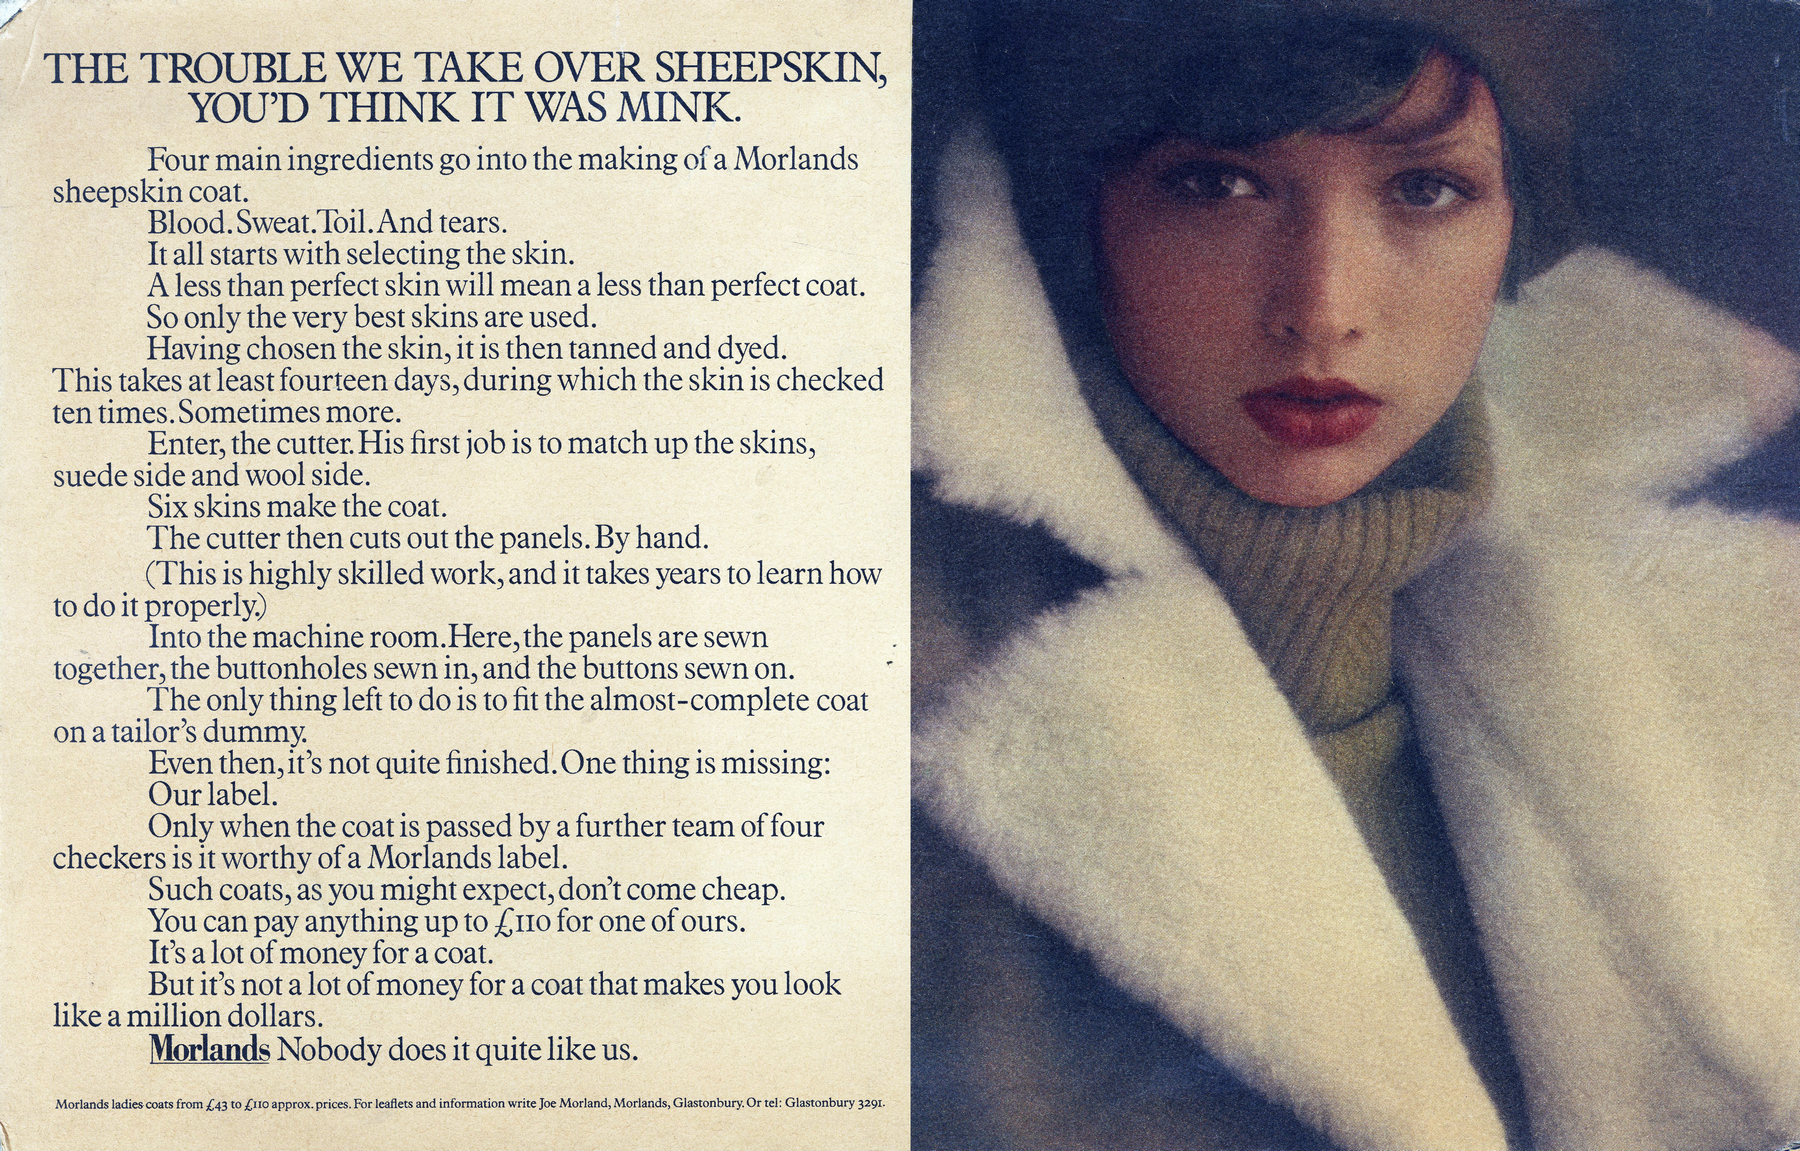 THE TROUBLE WE TAKE OVER SHEEPSKIN,
YOU'D THINK IT WAS MINK.
Four main ingredients go into the making of a Morlands
sheepskin coat.
Blood. Sweat. Toil. And tears.
It all starts with selecting the skin.
A less than perfect skin will mean a less than perfect coat.
So only the very best skins are used.
Having chosen the skin, it is then tanned and dyed.
This takes at least fourteen days, during which the skin is checked
ten times. Sometimes more.
Enter, the cutter. His first job is to match up the skins,
suede side and wool side.
Six skins make the coat.
The cutter then cuts out the panels. By hand.
(This is highly skilled work, and it takes years to learn how
to do it properly.)
Into the machine room. Here, the panels are sewn
together, the buttonholes sewn in, and the buttons sewn on.
The only thing left to do is to fit the almost-complete coat
on a tailor's dummy.
Even then, it's not quite finished. One thing is missing:
Our label.
Only when the coat is passed by a further team of four
checkers is it worthy of a Morlands label.
Such coats, as you might expect, don't come cheap.
You can pay anything up to £110 for one of ours.
It's a lot of money for a coat.
But it's not a lot of money for a coat that makes you look
like a million dollars.
Morlands Nobody does it quite like us.
Morlands ladies coats from £43 to £110 approx. prices. For leaflets and information write Joe Morland, Morlands, Glastonbury. Or tel: Glastonbury 3291.